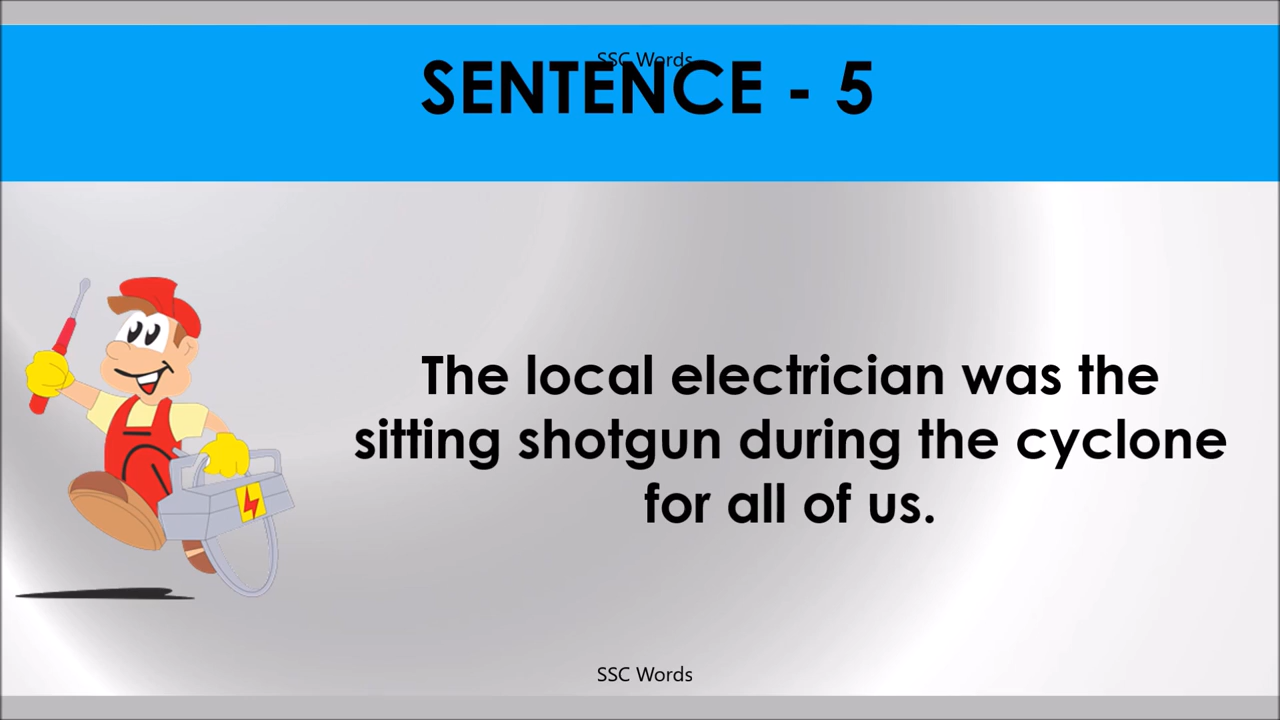 SSC Words
SENTENCE - 5
The local electrician was the
sitting shotgun during the cyclone
for all of us.
SSC Words